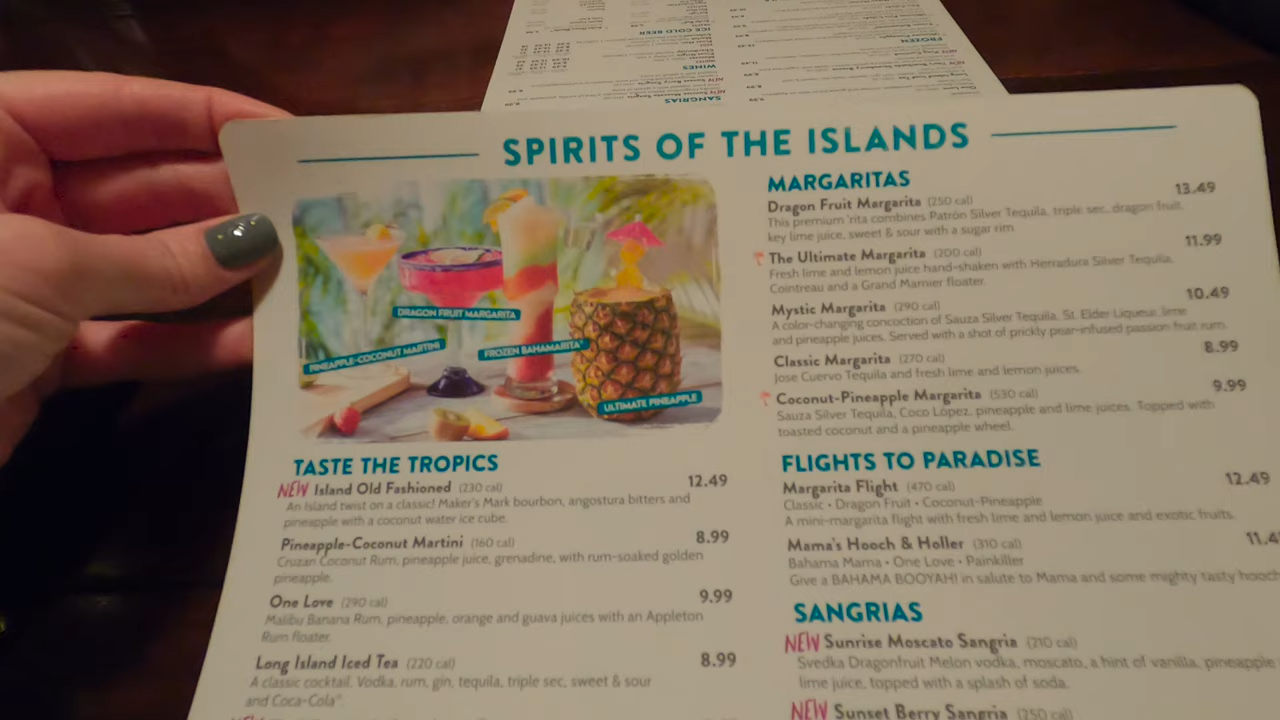 SPIRITS OF THE ISLANDS
PINEAPPLE-COCONUT MARTINI
DRAGON FRUIT MARGARITA
FROZEN BAHAMARITA
ULTIMATE PINEAPPLE
TASTE THE TROPICS
NEW Island Old Fashioned (230 cal) 12.49
An Island twist on a classic! Maker's Mark bourbon, angostura bitters and
pineapple with a coconut water ice cube.
Pineapple-Coconut Martini (160 cal) 8.99
Cruzan Coconut Rum, pineapple juice, grenadine, with rum-soaked golden
pineapple.
One Love (290 cal) 9.99
Malibu Banana Rum, pineapple, orange and guava juices with an Appleton
Rum floater.
Long Island Iced Tea (220 cal) 8.99
A classic cocktail. Vodka, rum, gin, tequila, triple sec, sweet & sour
and Coca-Cola®
MARGARITAS
Dragon Fruit Margarita (250 cal) 13.49
This premium 'rita combines Patrón Silver Tequila, triple sec, dragon fruit,
key lime juice, sweet & sour with a sugar rim
The Ultimate Margarita (200 cal) 11.99
Fresh lime and lemon juice hand-shaken with Herradura Silver Tequila,
Cointreau and a Grand Marnier floater.
Mystic Margarita (290 cal) 10.49
A color-changing concoction of Sauza Silver Tequila, St. Elder Liqueur, lime
and pineapple juices. Served with a shot of prickly pear-infused passion fruit rum.
Classic Margarita (270 cal) 8.99
Jose Cuervo Tequila and fresh lime and lemon juices.
Coconut-Pineapple Margarita (530 cal) 9.99
Sauza Silver Tequila, Coco López, pineapple and lime juices. Topped with
toasted coconut and a pineapple wheel.
FLIGHTS TO PARADISE
Margarita Flight (470 cal) 12.49
Classic • Dragon Fruit • Coconut-Pineapple
A mini-margarita flight with fresh lime and lemon juice and exotic fruits.
Mama's Hooch & Holler (310 cal) 11.4
Bahama Mama • One Love • Painkiller
Give a BAHAMA BOOYAH! in salute to Mama and some mighty tasty hooch
SANGRIAS
NEW Sunrise Moscato Sangria (210 cal)
Svedka Dragonfruit Melon vodka, moscato, a hint of vanilla, pineapple
lime juice, topped with a splash of soda.
NEW Sunset Berry Sangria (250 cal)
ICE COLD BEER
WINES
SANGRIAS
FROZEN